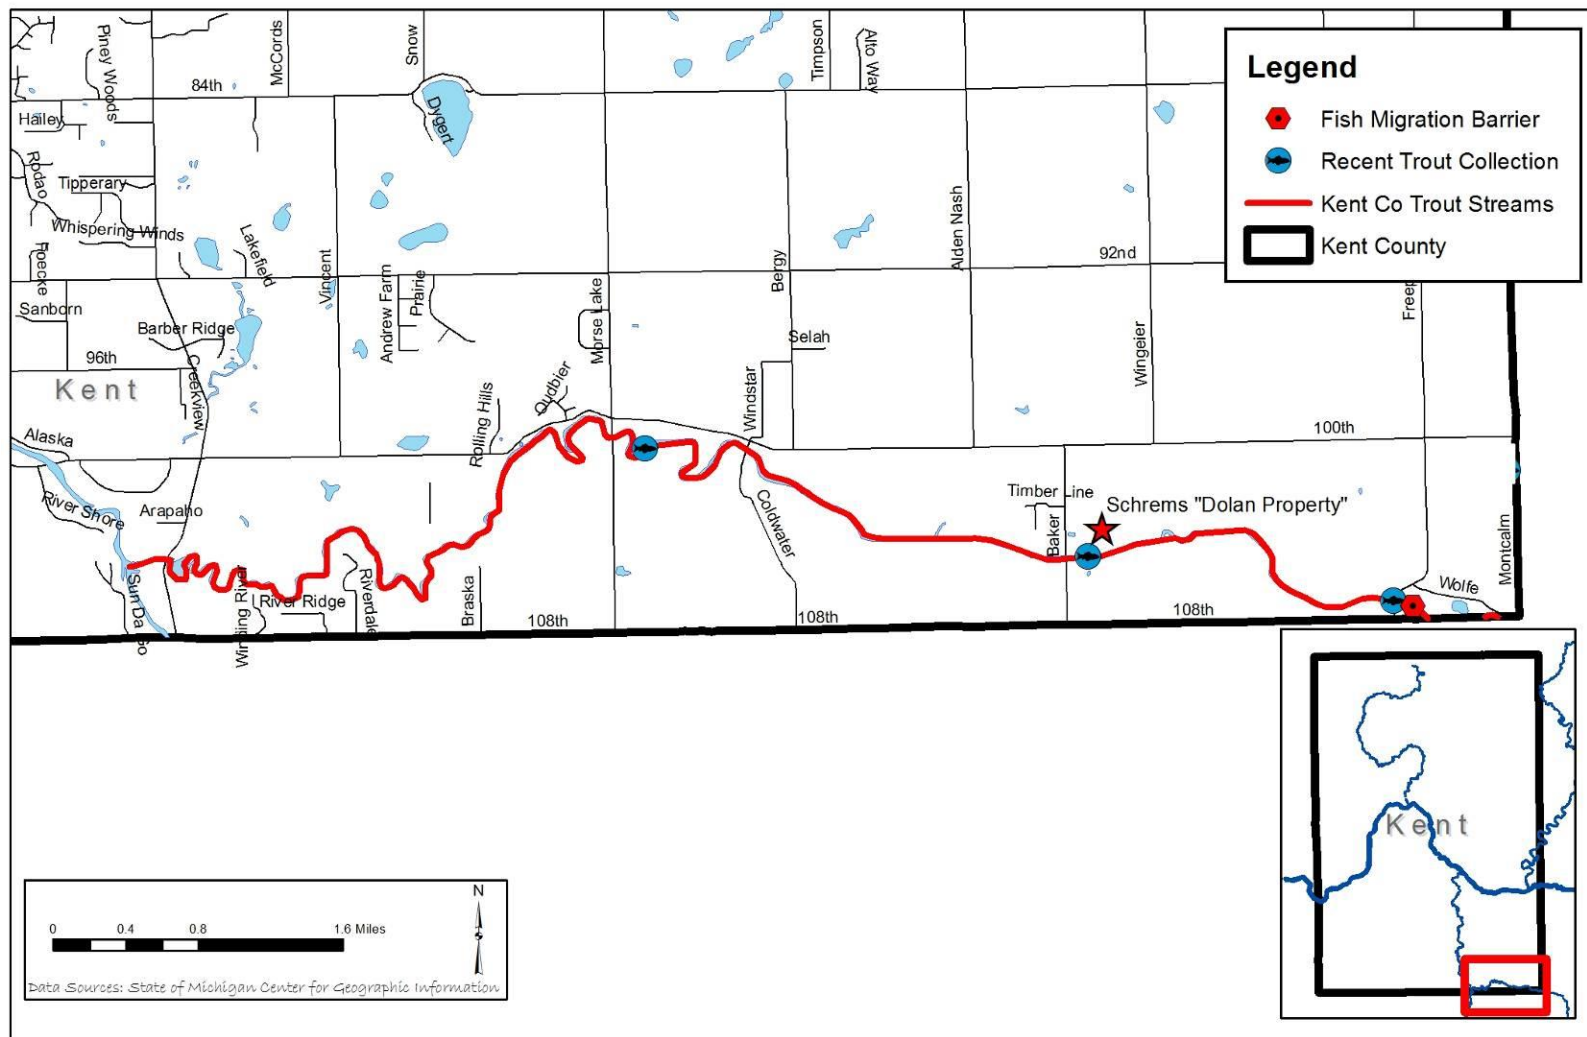 Piney Woods
McCords
Snow
Timpson
Alto Way
84th
Hailey
Dygert
Rodao
Tipperary
Whispering Winds
Foecke
Lakefield
Vincent
Alden Nash
92nd
Bergy
Sanborn
Andrew Farm
Prairie
Morse Lake
Freep
Barber Ridge
Selah
Wingeier
96th
Creekview
Kent
Oudbier
Rolling Hills
Windstar
100th
Alaska
River Shore
Arapaho
Coldwater
Timber Line
Baker
Schrems "Dolan Property"
Montcalm
Wolfe
Winding River
River Ridge
Riverdale
Braska
108th
108th
108th
Legend
Fish Migration Barrier
Recent Trout Collection
Kent Co Trout Streams
Kent County
Kent
N
0 0.4 0.8 1.6 Miles
Data Sources: State of Michigan Center for Geographic Information